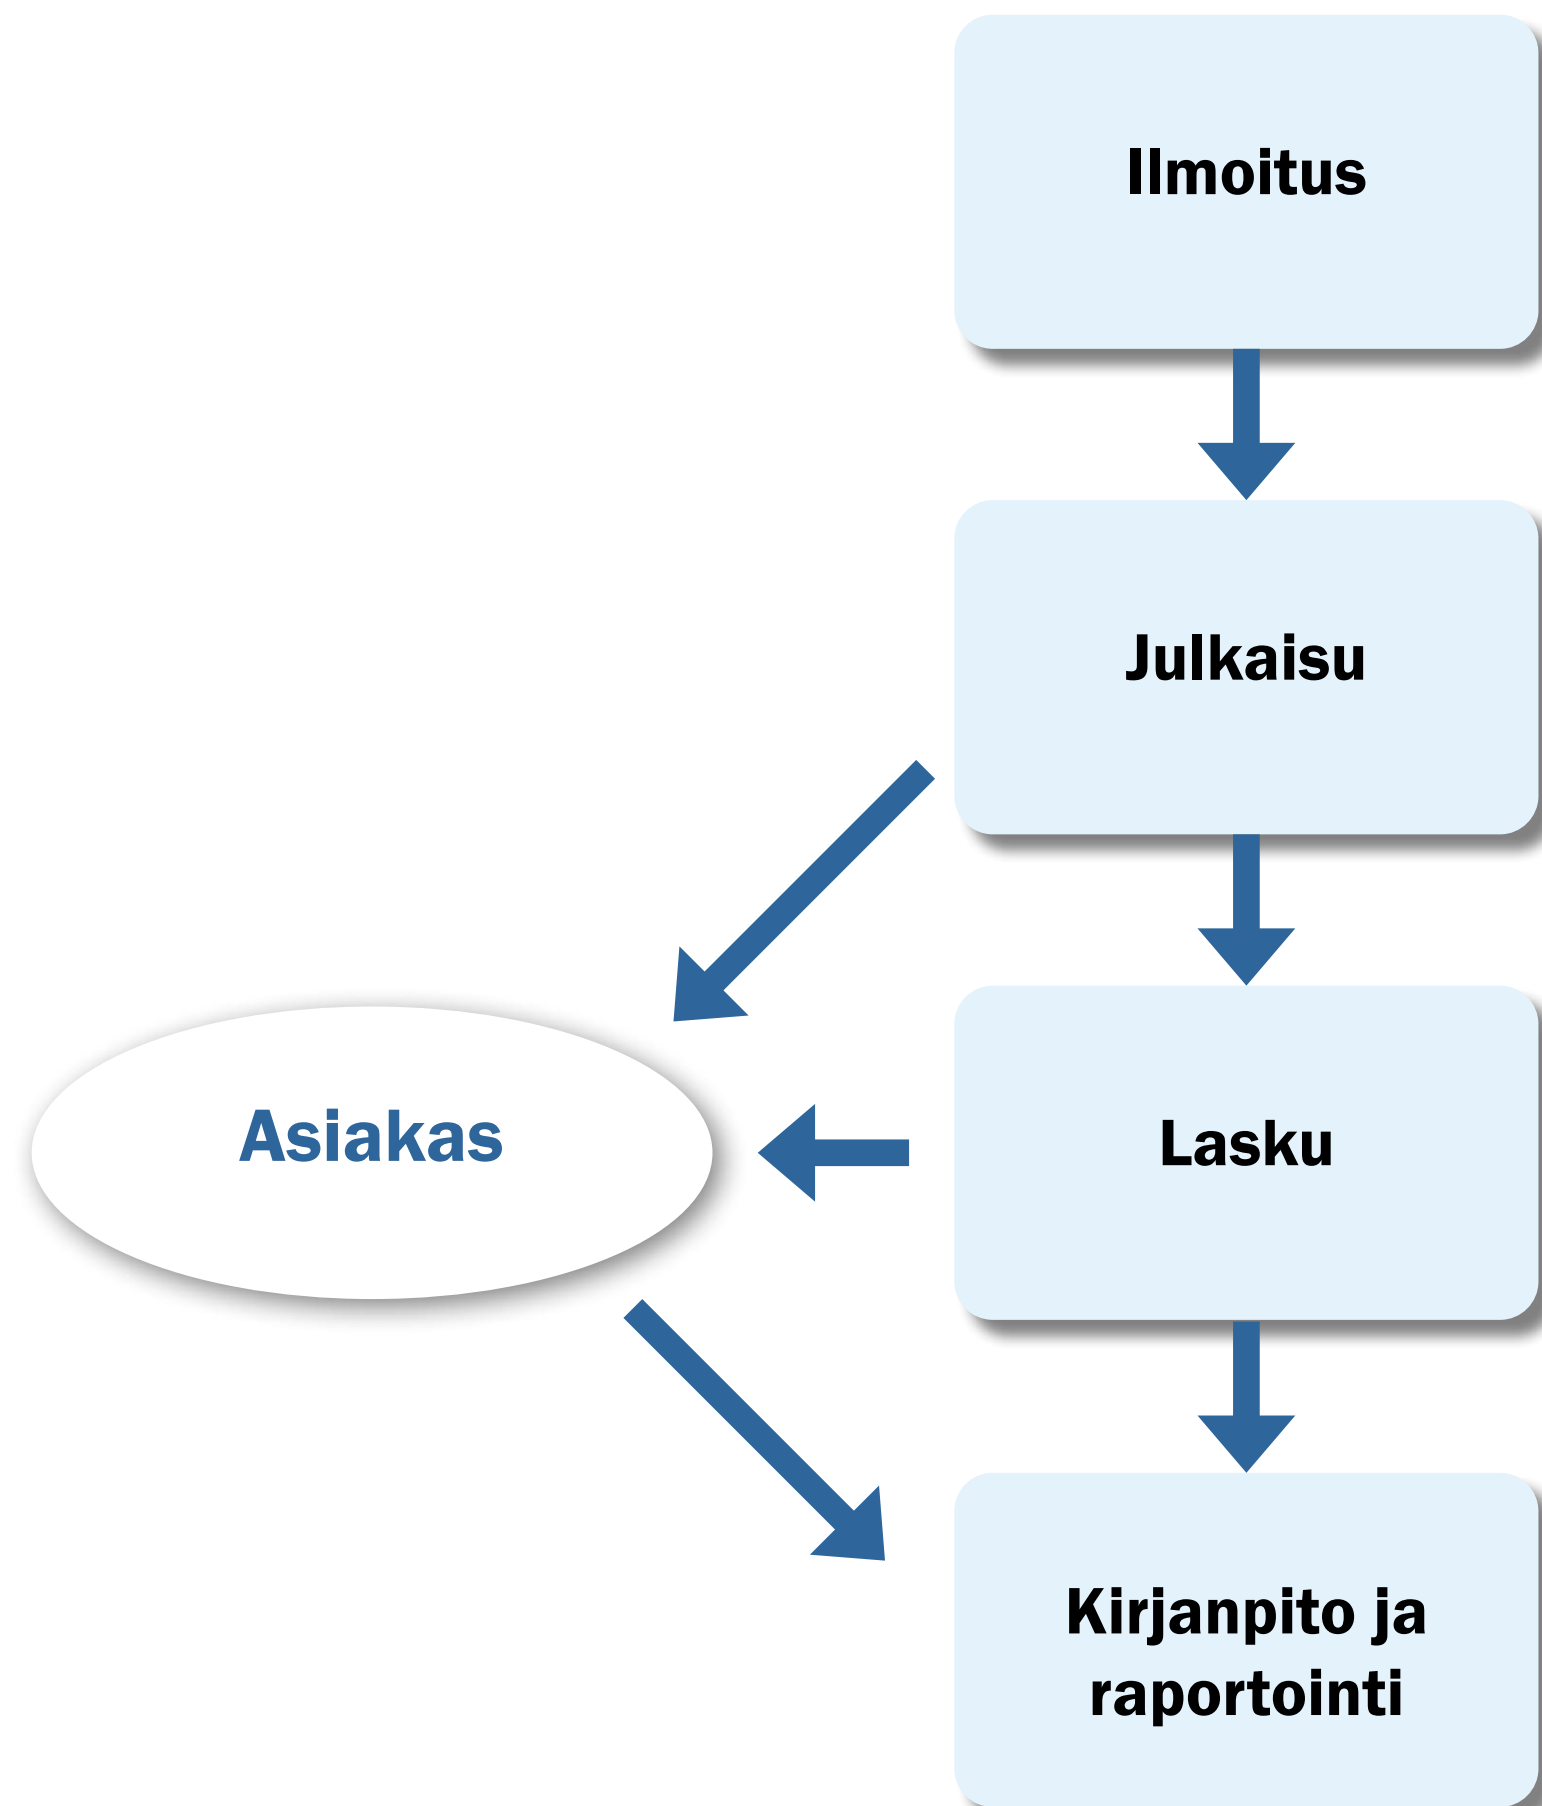 Ilmoitus
Julkaisu
Asiakas
Lasku
Kirjanpito ja
raportointi